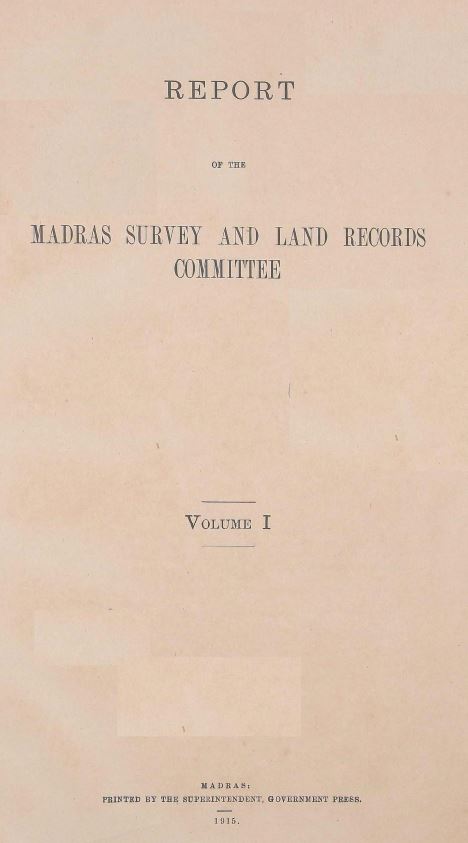 REPORT
OF THE
MADRAS SURVEY AND LAND RECORDS
COMMITTEE
VOLUME I
MADRAS:
PRINTED BY THE SUPERINTENDENT, GOVERNMENT PRESS.
1915.